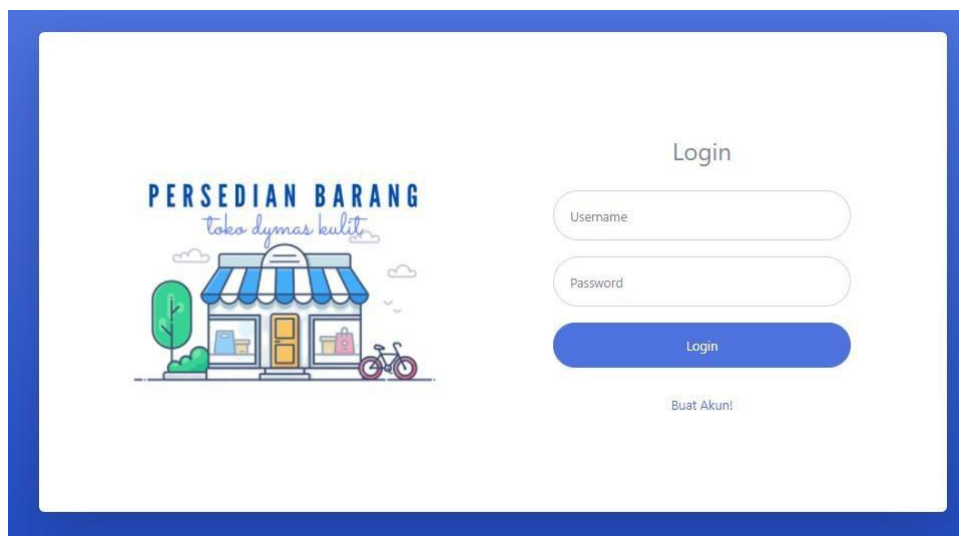 PERSEDIAN BARANG
toko dymas kulit
Login
Username
Password
Login
Buat Akun!